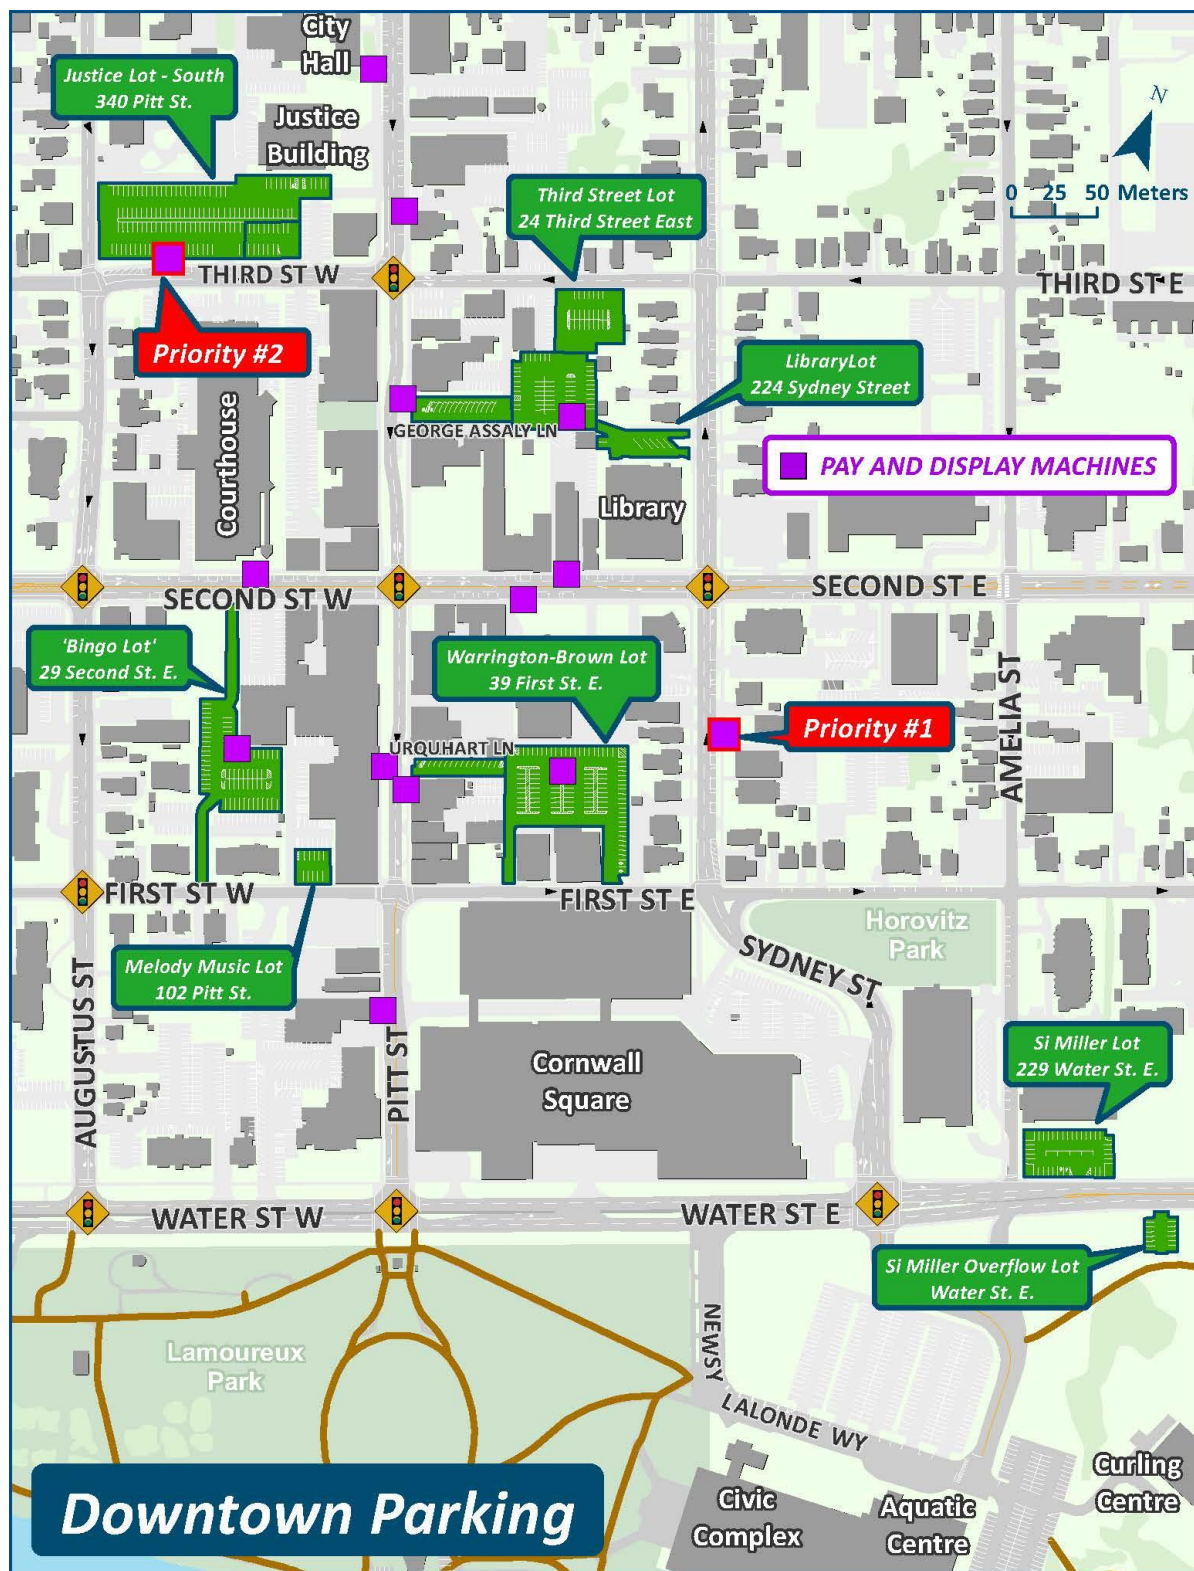 City
Hall
Justice Lot - South
340 Pitt St.
Justice
Building
N
0 25 50 Meters
Third Street Lot
24 Third Street East
THIRD ST W
THIRD ST E
Priority #2
LibraryLot
224 Sydney Street
GEORGE ASSALY LN
Courthouse
PAY AND DISPLAY MACHINES
Library
SECOND ST W
SECOND ST E
'Bingo Lot'
29 Second St. E.
Warrington-Brown Lot
39 First St. E.
AMELIA ST
Priority #1
URQUHART LN
FIRST ST W
FIRST ST E
Horovitz
Park
SYDNEY ST
Melody Music Lot
102 Pitt St.
AUGUSTUS ST
PITT ST
Cornwall
Square
Si Miller Lot
229 Water St. E.
WATER ST W
WATER ST E
Si Miller Overflow Lot
Water St. E.
NEWSY
LALONDE WY
Lamoureux
Park
Curling
Centre
Civic
Complex
Aquatic
Centre
Downtown Parking